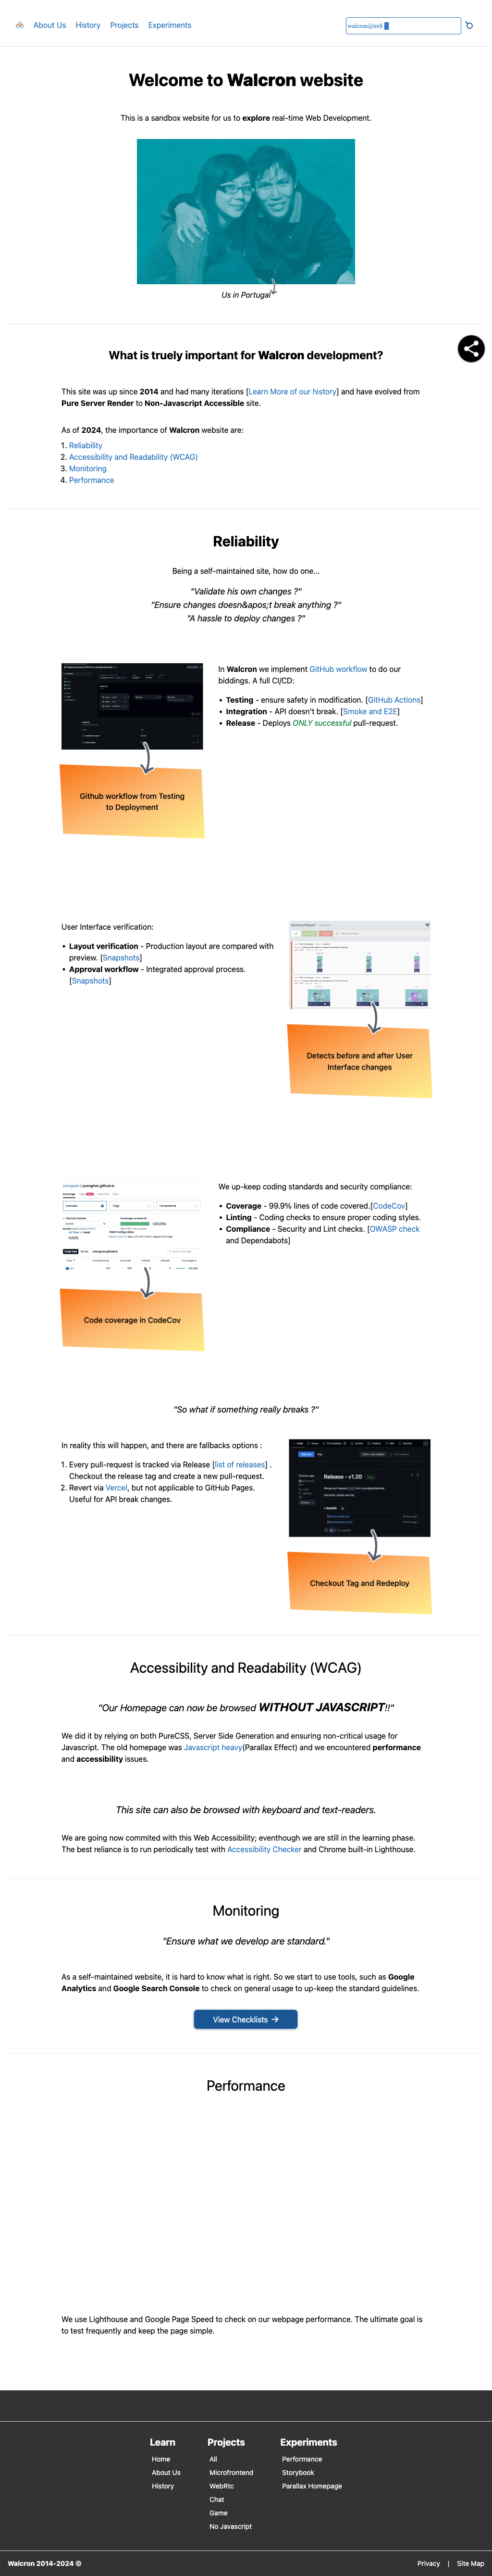 About Us History Projects Experiments
Welcome to Walcron website
This is a sandbox website for us to explore real-time Web Development.
Us in Portugal
What is truely important for Walcron development?
This site was up since 2014 and had many iterations [Learn More of our history] and have evolved from
Pure Server Render to Non-Javascript Accessible site.
As of 2024, the importance of Walcron website are:
1. Reliability
2. Accessibility and Readability (WCAG)
3. Monitoring
4. Performance
Reliability
Being a self-maintained site, how do one...
"Validate his own changes ?"
"Ensure changes doesn&apos;t break anything ?"
"A hassle to deploy changes ?"
In Walcron we implement GitHub workflow to do our
biddings. A full CI/CD:
• Testing - ensure safety in modification. [GitHub Actions]
• Integration - API doesn't break. [Smoke and E2E]
• Release - Deploys ONLY successful pull-request.
Github workflow from Testing
to Deployment
User Interface verification:
• Layout verification - Production layout are compared with
preview. [Snapshots]
• Approval workflow - Integrated approval process.
[Snapshots]
Detects before and after User
Interface changes
We up-keep coding standards and security compliance:
• Coverage - 99.9% lines of code covered.[CodeCov]
• Linting - Coding checks to ensure proper coding styles.
• Compliance - Security and Lint checks. [OWASP check
and Dependabots]
Code coverage in CodeCov
"So what if something really breaks ?"
In reality this will happen, and there are fallbacks options :
1. Every pull-request is tracked via Release [list of releases] .
Checkout the release tag and create a new pull-request.
2. Revert via Vercel, but not applicable to GitHub Pages.
Useful for API break changes.
Release - v1.20
Checkout Tag and Redeploy
Accessibility and Readability (WCAG)
"Our Homepage can now be browsed WITHOUT JAVASCRIPT!!"
We did it by relying on both PureCSS, Server Side Generation and ensuring non-critical usage for
Javascript. The old homepage was Javascript heavy(Parallax Effect) and we encountered performance
and accessibility issues.
This site can also be browsed with keyboard and text-readers.
We are going now commited with this Web Accessibility; eventhough we are still in the learning phase.
The best reliance is to run periodically test with Accessibility Checker and Chrome built-in Lighthouse.
Monitoring
"Ensure what we develop are standard."
As a self-maintained website, it is hard to know what is right. So we start to use tools, such as Google
Analytics and Google Search Console to check on general usage to up-keep the standard guidelines.
View Checklists →
Performance
We use Lighthouse and Google Page Speed to check on our webpage performance. The ultimate goal is
to test frequently and keep the page simple.
Learn Projects Experiments
Home All Performance
About Us Microfrontend Storybook
History WebRtc Parallax Homepage
Chat
Game
No Javascript
Walcron 2014-2024 © Privacy | Site Map